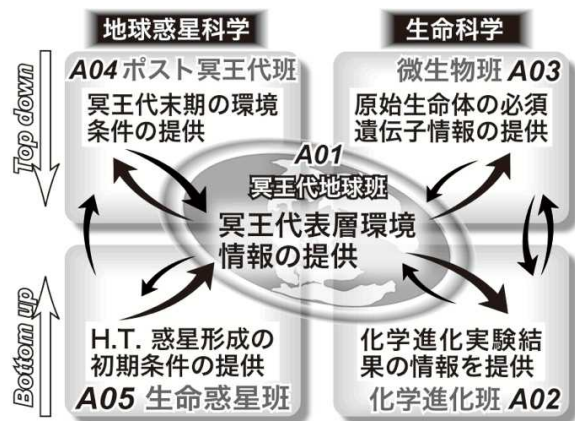 地球惑星科学
生命科学
Top down
A04 ポスト冥王代班
冥王代末期の環境
条件の提供
微生物班 A03
原始生命体の必須
遺伝子情報の提供
A01
冥王代地球班
冥王代表層環境
情報の提供
Bottom up
H.T. 惑星形成の
初期条件の提供
A05 生命惑星班
化学進化実験結
果の情報を提供
化学進化班 A02